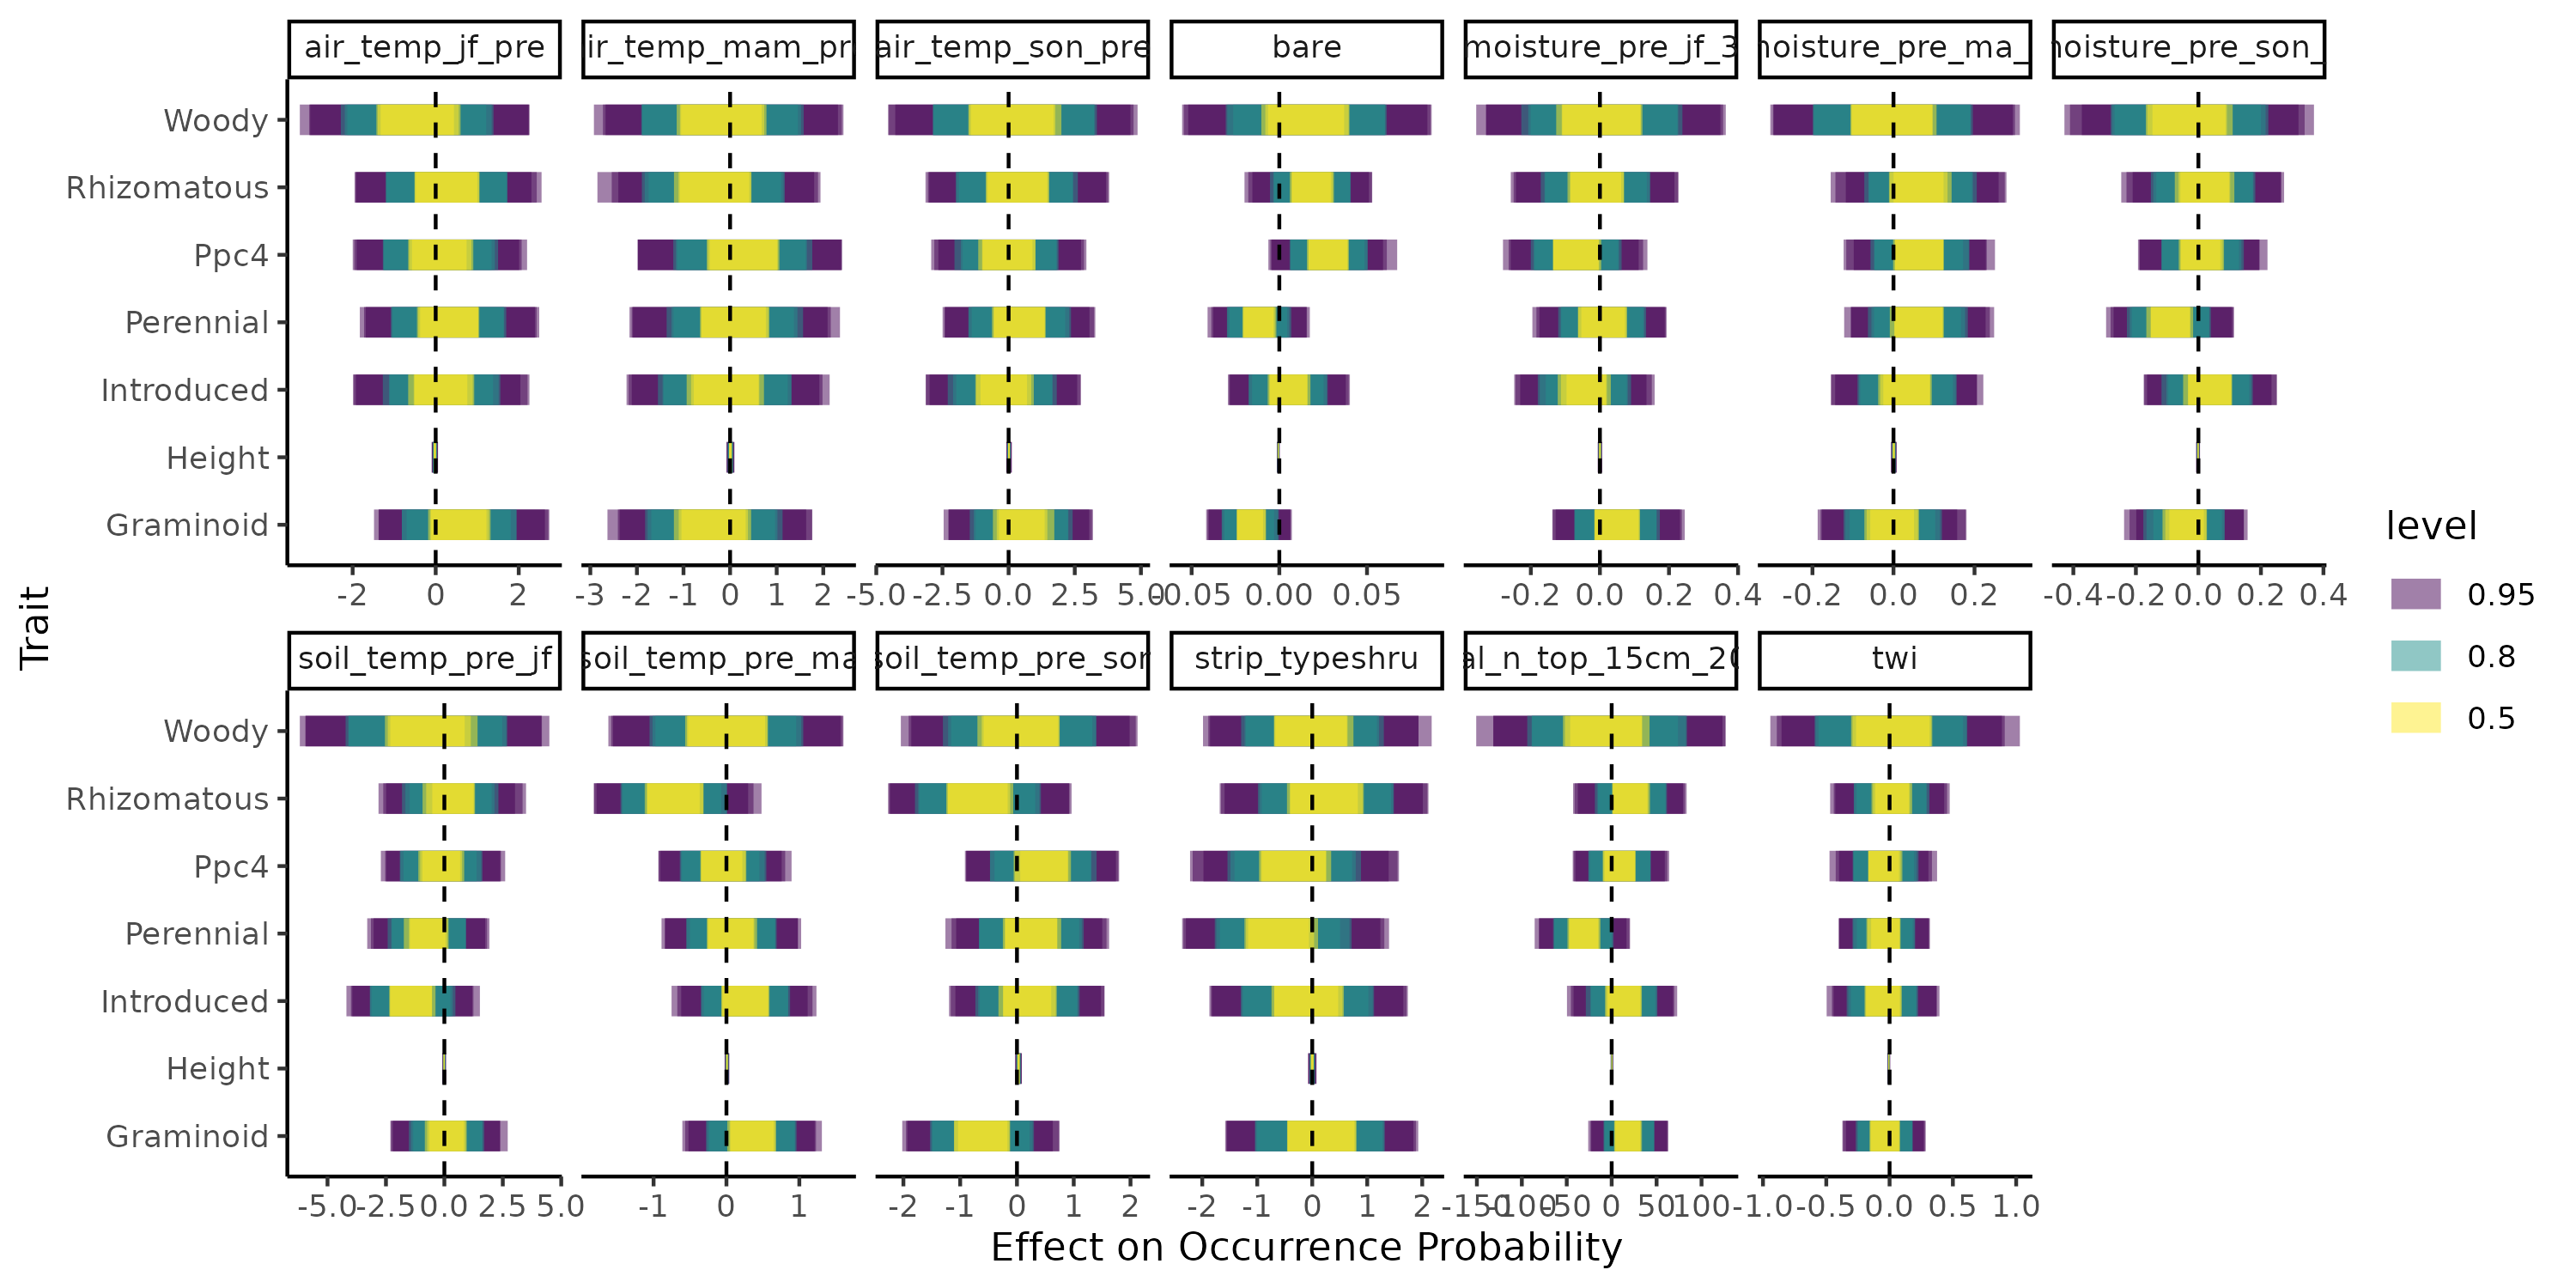 air_temp_jf_pre ir_temp_mam_pr air_temp_son_pre bare moisture_pre_jf_3 noisture_pre_ma_ noisture_pre_son_
Woody
Rhizomatous
Ppc4
Perennial
Introduced
Height
Graminoid
-2 0 2 -3 -2 -1 0 1 2 -5.0 -2.5 0.0 2.5 5.0 -0.05 0.00 0.05 -0.2 0.0 0.2 0.4 -0.2 0.0 0.2 -0.4 -0.2 0.0 0.2 0.4
Trait
soil_temp_pre_jf soil_temp_pre_ma soil_temp_pre_son strip_typeshru al_n_top_15cm_20 twi
Woody
Rhizomatous
Ppc4
Perennial
Introduced
Height
Graminoid
-5.0 -2.5 0.0 2.5 5.0 -1 0 1 -2 -1 0 1 2 -2 -1 0 1 2 -150 -100 -50 0 50 100 -1.0 -0.5 0.0 0.5 1.0
Effect on Occurrence Probability
level
0.95
0.8
0.5